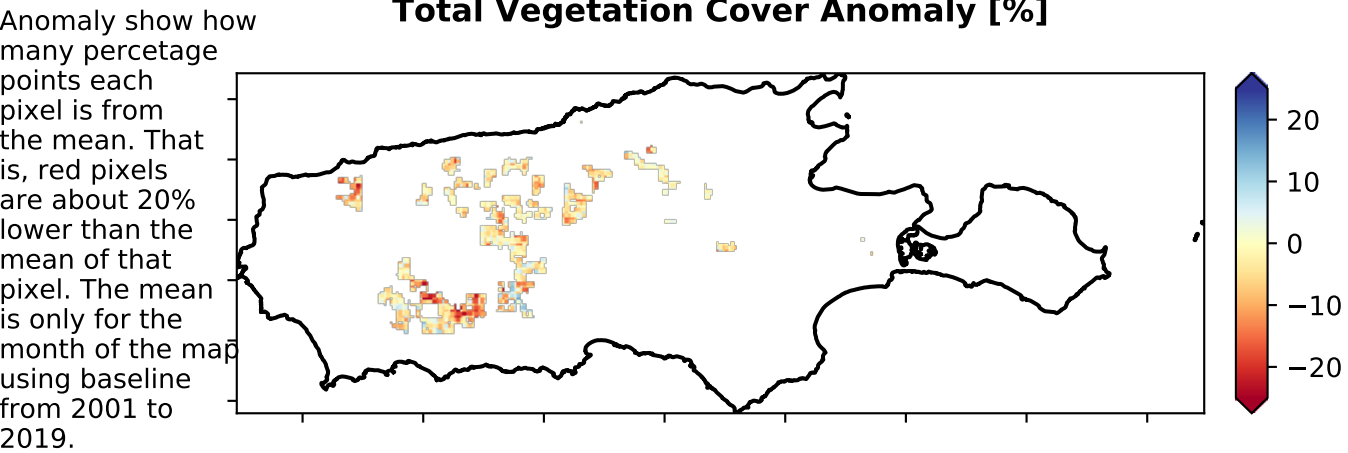 Total Vegetation Cover Anomaly [%]
Anomaly show how
many percetage
points each
pixel is from
the mean. That
is, red pixels
are about 20%
lower than the
mean of that
pixel. The mean
is only for the
month of the map
using baseline
from 2001 to
2019.
20
10
0
−10
−20